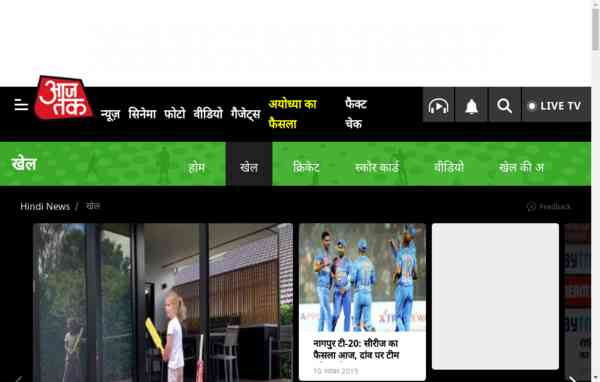 आज
तक
न्यूज़ सिनेमा फोटो वीडियो गैजेट्स
अयोध्या का
फैसला
फैक्ट
चेक
LIVE TV
खेल
होम खेल क्रिकेट स्कोर कार्ड वीडियो खेल की अ
Hindi News / खेल
Feedback
नागपुर टी-20: सीरीज का
फैसला आज, दांव पर टीम
10 नवंबर 2019